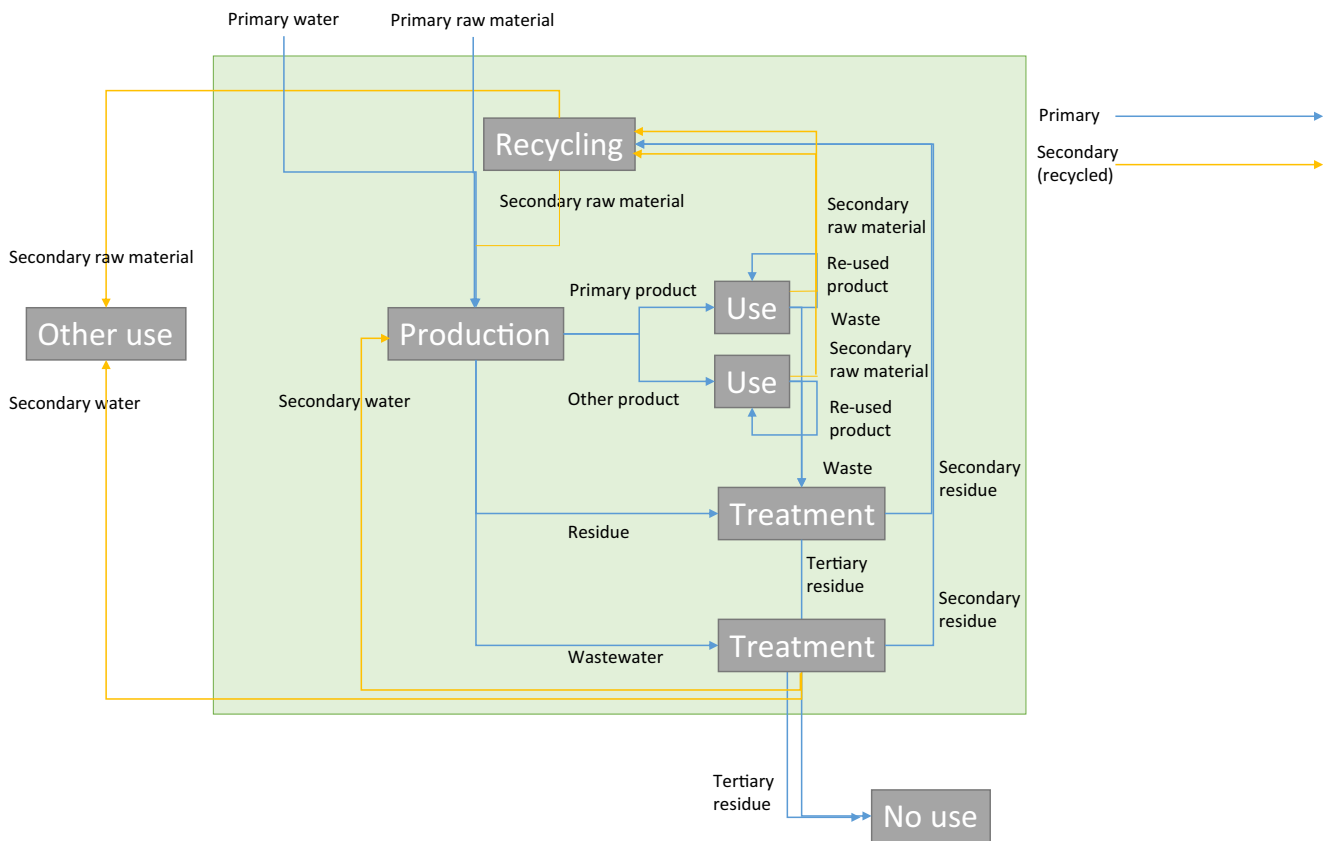 Primary water
Primary raw material
Primary
Secondary
(recycled)
Recycling
Secondary raw material
Secondary
raw material
Secondary raw material
Re-used
product
Primary product
Use
Other use
Production
Waste
Secondary
raw material
Use
Secondary water
Secondary water
Other product
Re-used
product
Waste
Secondary
residue
Treatment
Residue
Tertiary
residue
Secondary
residue
Treatment
Wastewater
Tertiary
residue
No use